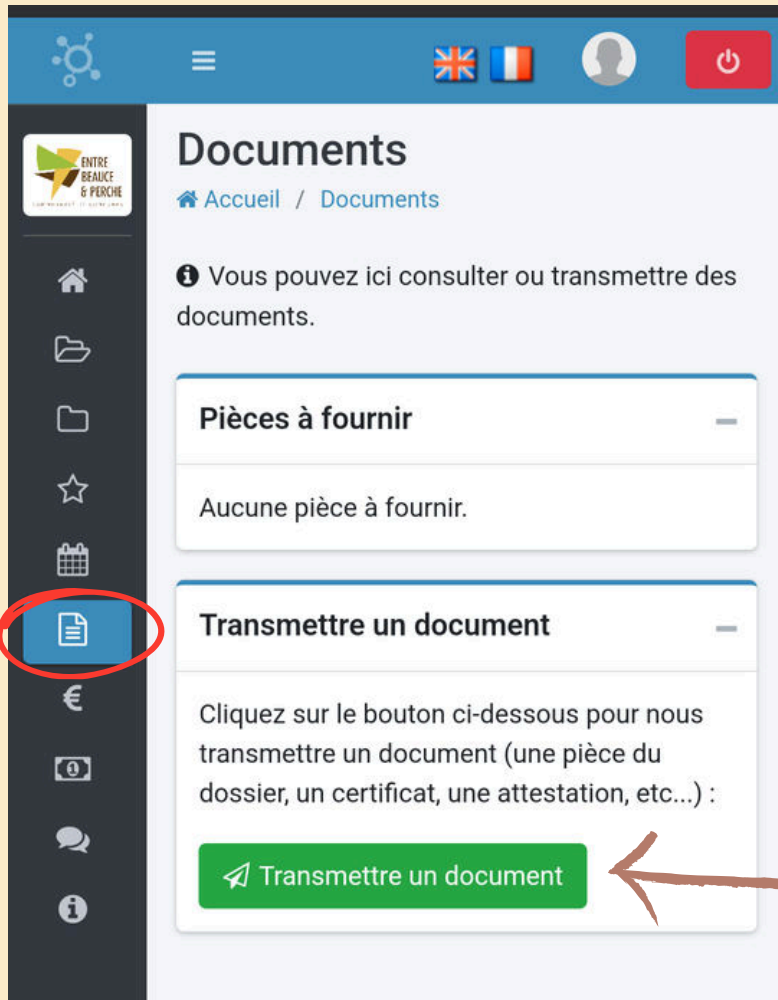 ENTRE
BEAUCE
& PERCHE
Documents
Accueil / Documents
Vous pouvez ici consulter ou transmettre des
documents.
Pièces à fournir
Aucune pièce à fournir.
Transmettre un document
Cliquez sur le bouton ci-dessous pour nous
transmettre un document (une pièce du
dossier, un certificat, une attestation, etc...) :
Transmettre un document